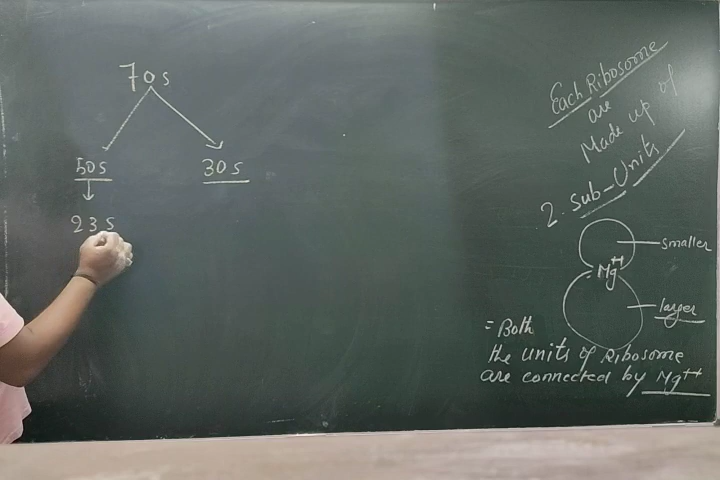 70s
50s
30s
23s
Each Ribosome
are
Made up of
2. Sub-Units
smaller
Mg++
larger
= Both
the units of Ribosome
are connected by Mg++